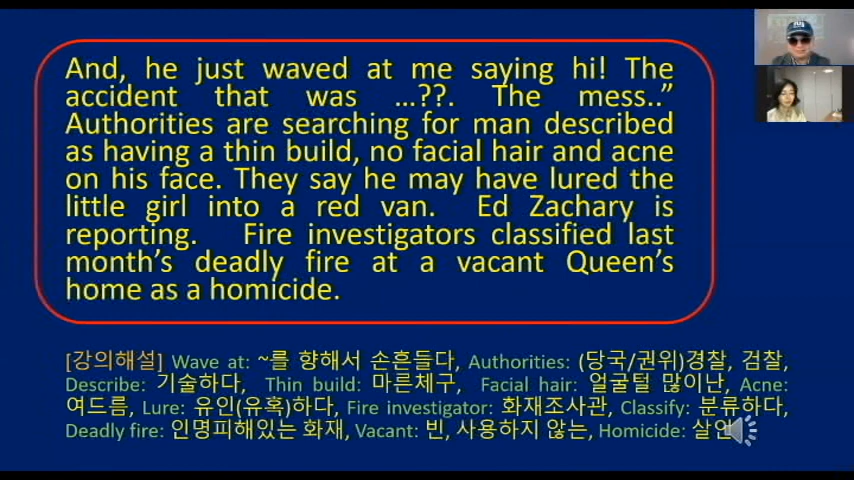 And, he just waved at me saying hi! The
accident that was ...??. The mess.."
Authorities are searching for man described
as having a thin build, no facial hair and acne
on his face. They say he may have lured the
little girl into a red van. Ed Zachary is
reporting. Fire investigators classified last
month's deadly fire at a vacant Queen's
home as a homicide.
[강의해설] Wave at: ~를 향해서 손흔들다, Authorities: (당국/권위)경찰, 검찰,
Describe: 기술하다, Thin build: 마른체구, Facial hair: 얼굴털 많이난, Acne:
여드름, Lure: 유인(유혹)하다, Fire investigator: 화재조사관, Classify: 분류하다,
Deadly fire: 인명피해있는 화재, Vacant: 빈, 사용하지 않는, Homicide: 살인